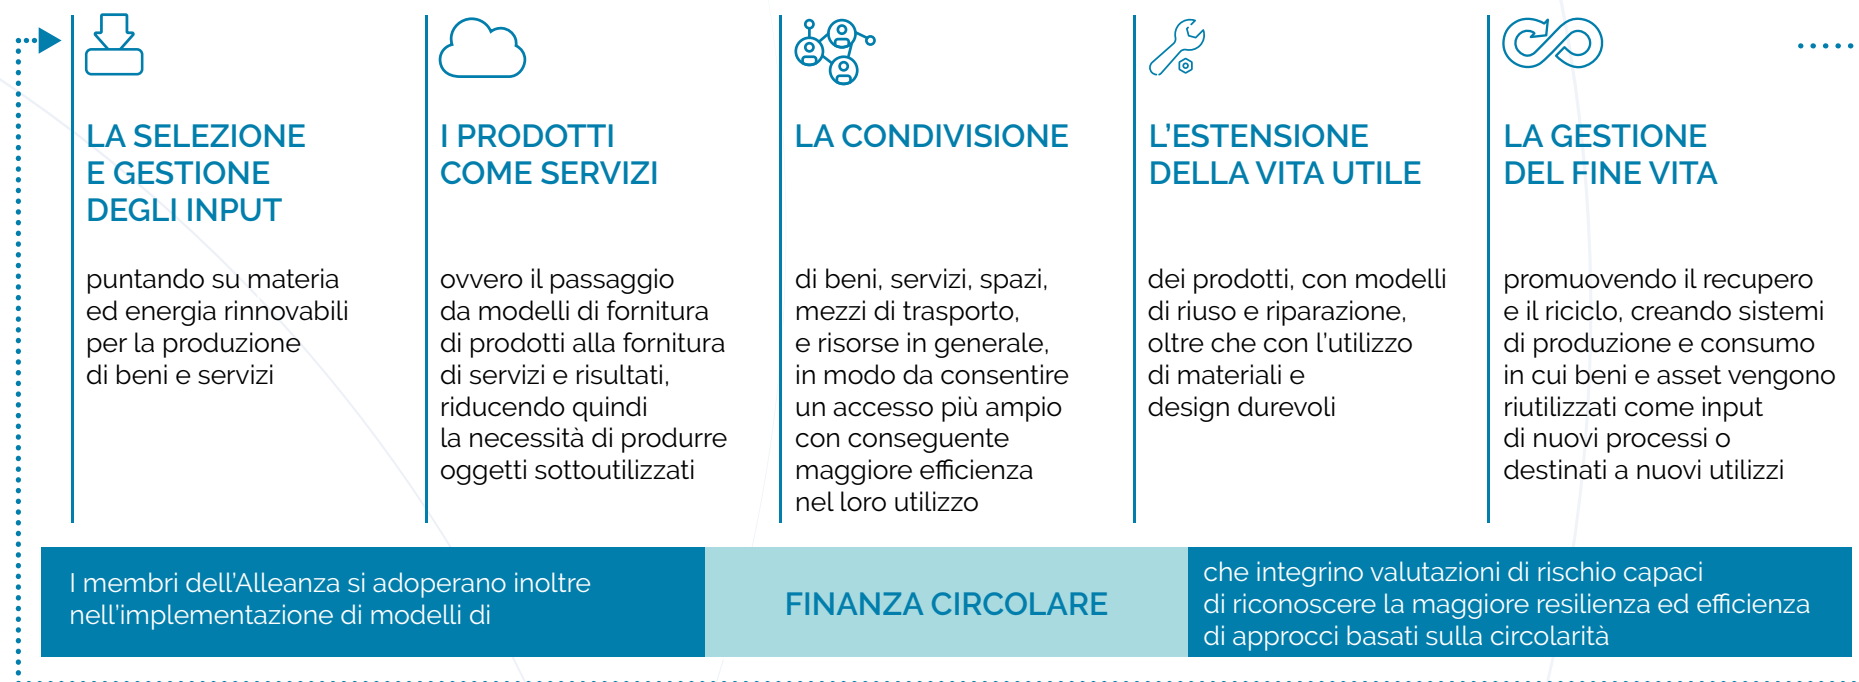 LA SELEZIONE
E GESTIONE
DEGLI INPUT
puntando su materia
ed energia rinnovabili
per la produzione
di beni e servizi
I PRODOTTI
COME SERVIZI
ovvero il passaggio
da modelli di fornitura
di prodotti alla fornitura
di servizi e risultati,
riducendo quindi
la necessità di produrre
oggetti sottoutilizzati
LA CONDIVISIONE
di beni, servizi, spazi,
mezzi di trasporto,
e risorse in generale,
in modo da consentire
un accesso più ampio
con conseguente
maggiore efficienza
nel loro utilizzo
L'ESTENSIONE
DELLA VITA UTILE
dei prodotti, con modelli
di riuso e riparazione,
oltre che con l'utilizzo
di materiali e
design durevoli
LA GESTIONE
DEL FINE VITA
promuovendo il recupero
e il riciclo, creando sistemi
di produzione e consumo
in cui beni e asset vengono
riutilizzati come input
di nuovi processi o
destinati a nuovi utilizzi
I membri dell'Alleanza si adoperano inoltre
nell'implementazione di modelli di
FINANZA CIRCOLARE
che integrino valutazioni di rischio capaci
di riconoscere la maggiore resilienza ed efficienza
di approcci basati sulla circolarità